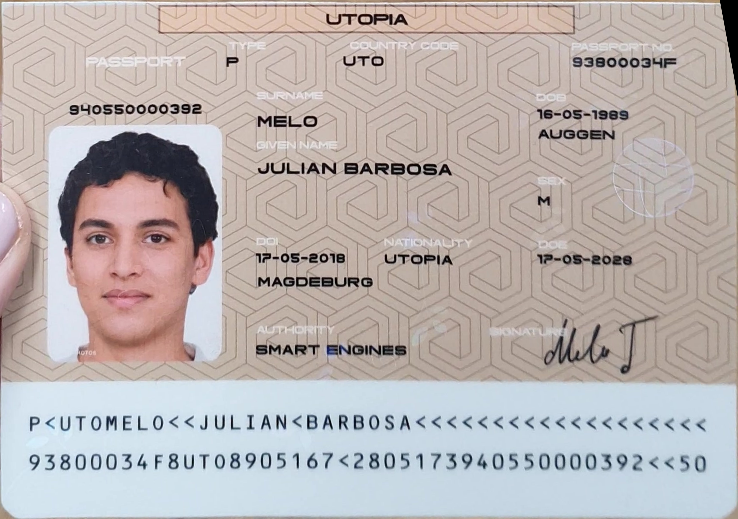 UTOPIA
TYPE COUNTRY CODE PASSPORT NO.
PASSPORT P UTO 93800034F
940550000392
SURNAME DOB
MELO 16-05-1989
AUGGEN
GIVEN NAME
JULIAN BARBOSA
SEX
M
DOI NATIONALITY DOE
17-05-2018 UTOPIA 17-05-2028
MAGDEBURG
AUTHORITY SIGNATURE
SMART ENGINES
P<UTOMELO<<JULIAN<BARBOSA<<<<<<<<<<<<<<<<<<<
93800034F8UTO8905167<2805173940550000392<<50